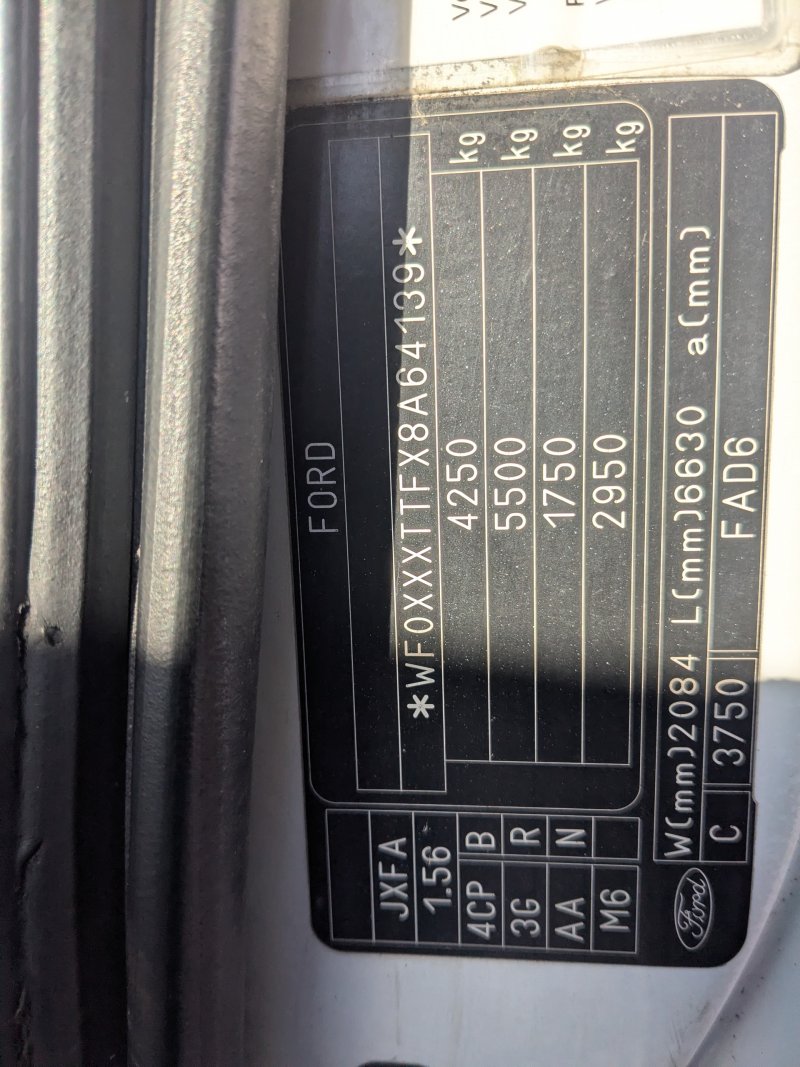 FORD
JXFA
1.56 *WF0XXXTTFX8A64139*
4CP B 4250 kg
3G R 5500 kg
AA N 1750 kg
M6 2950 kg
Ford W(mm)2084 L(mm)6630 a(mm)
C 3750 FAD6